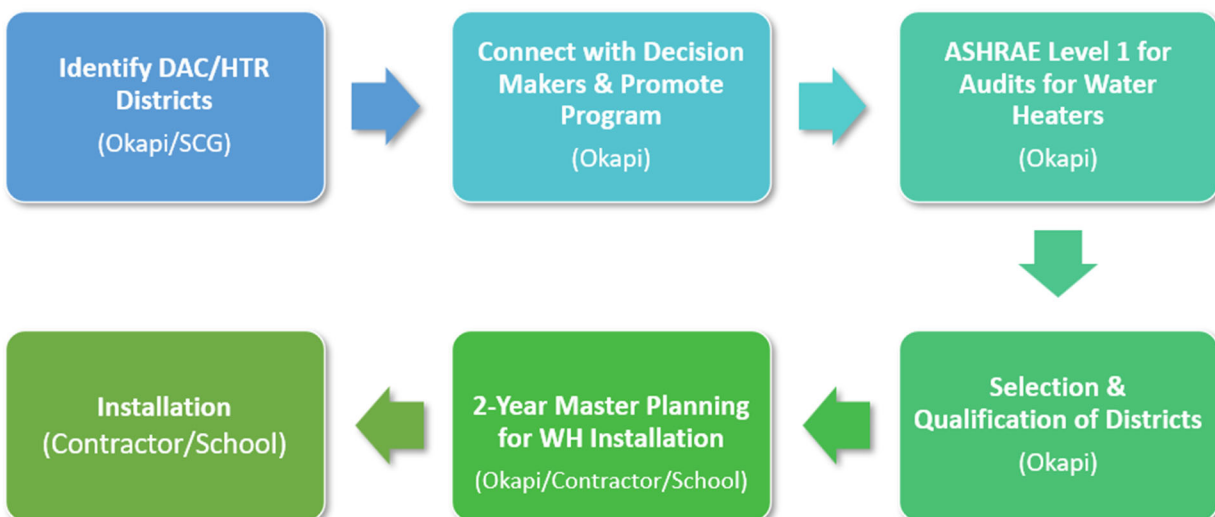 Identify DAC/HTR
Districts
(Okapi/SCG)
Connect with Decision
Makers & Promote
Program
(Okapi)
ASHRAE Level 1 for
Audits for Water
Heaters
(Okapi)
Selection &
Qualification of Districts
(Okapi)
2-Year Master Planning
for WH Installation
(Okapi/Contractor/School)
Installation
(Contractor/School)